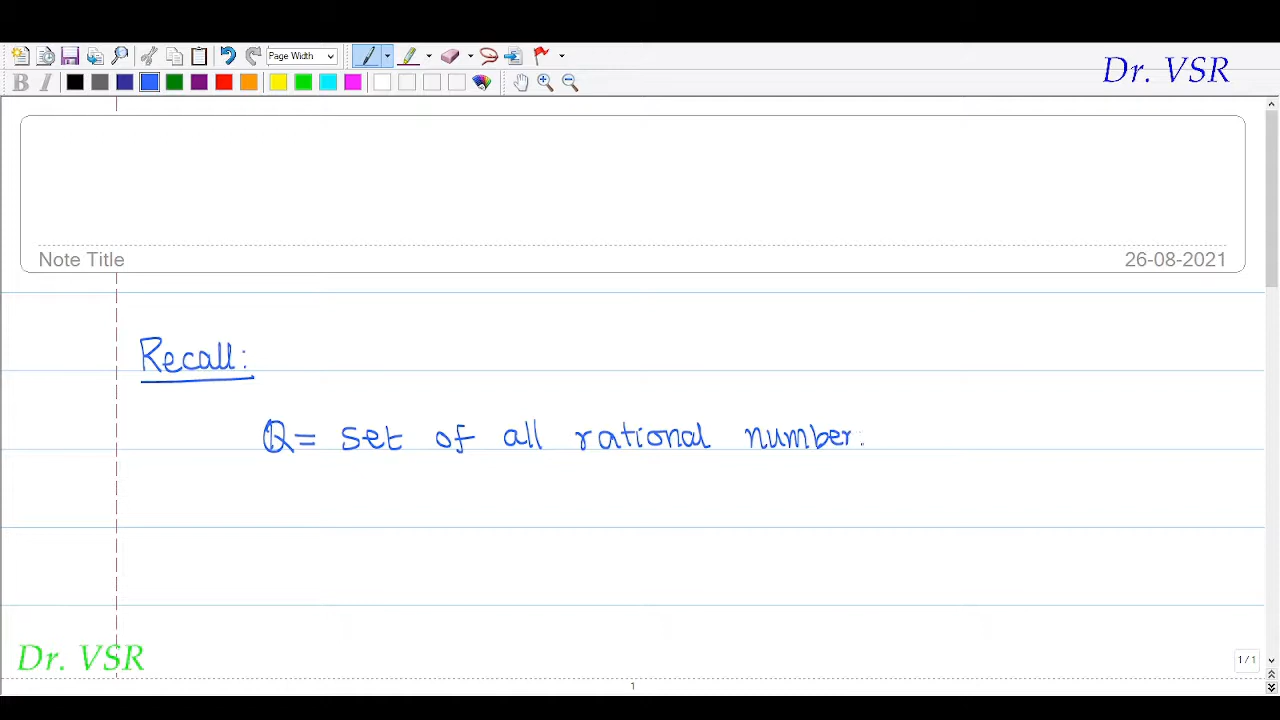 Page Width
Dr. VSR
B I
Note Title
26-08-2021
Recall:
ℚ = set of all rational number.
Dr. VSR
1 / 1
1